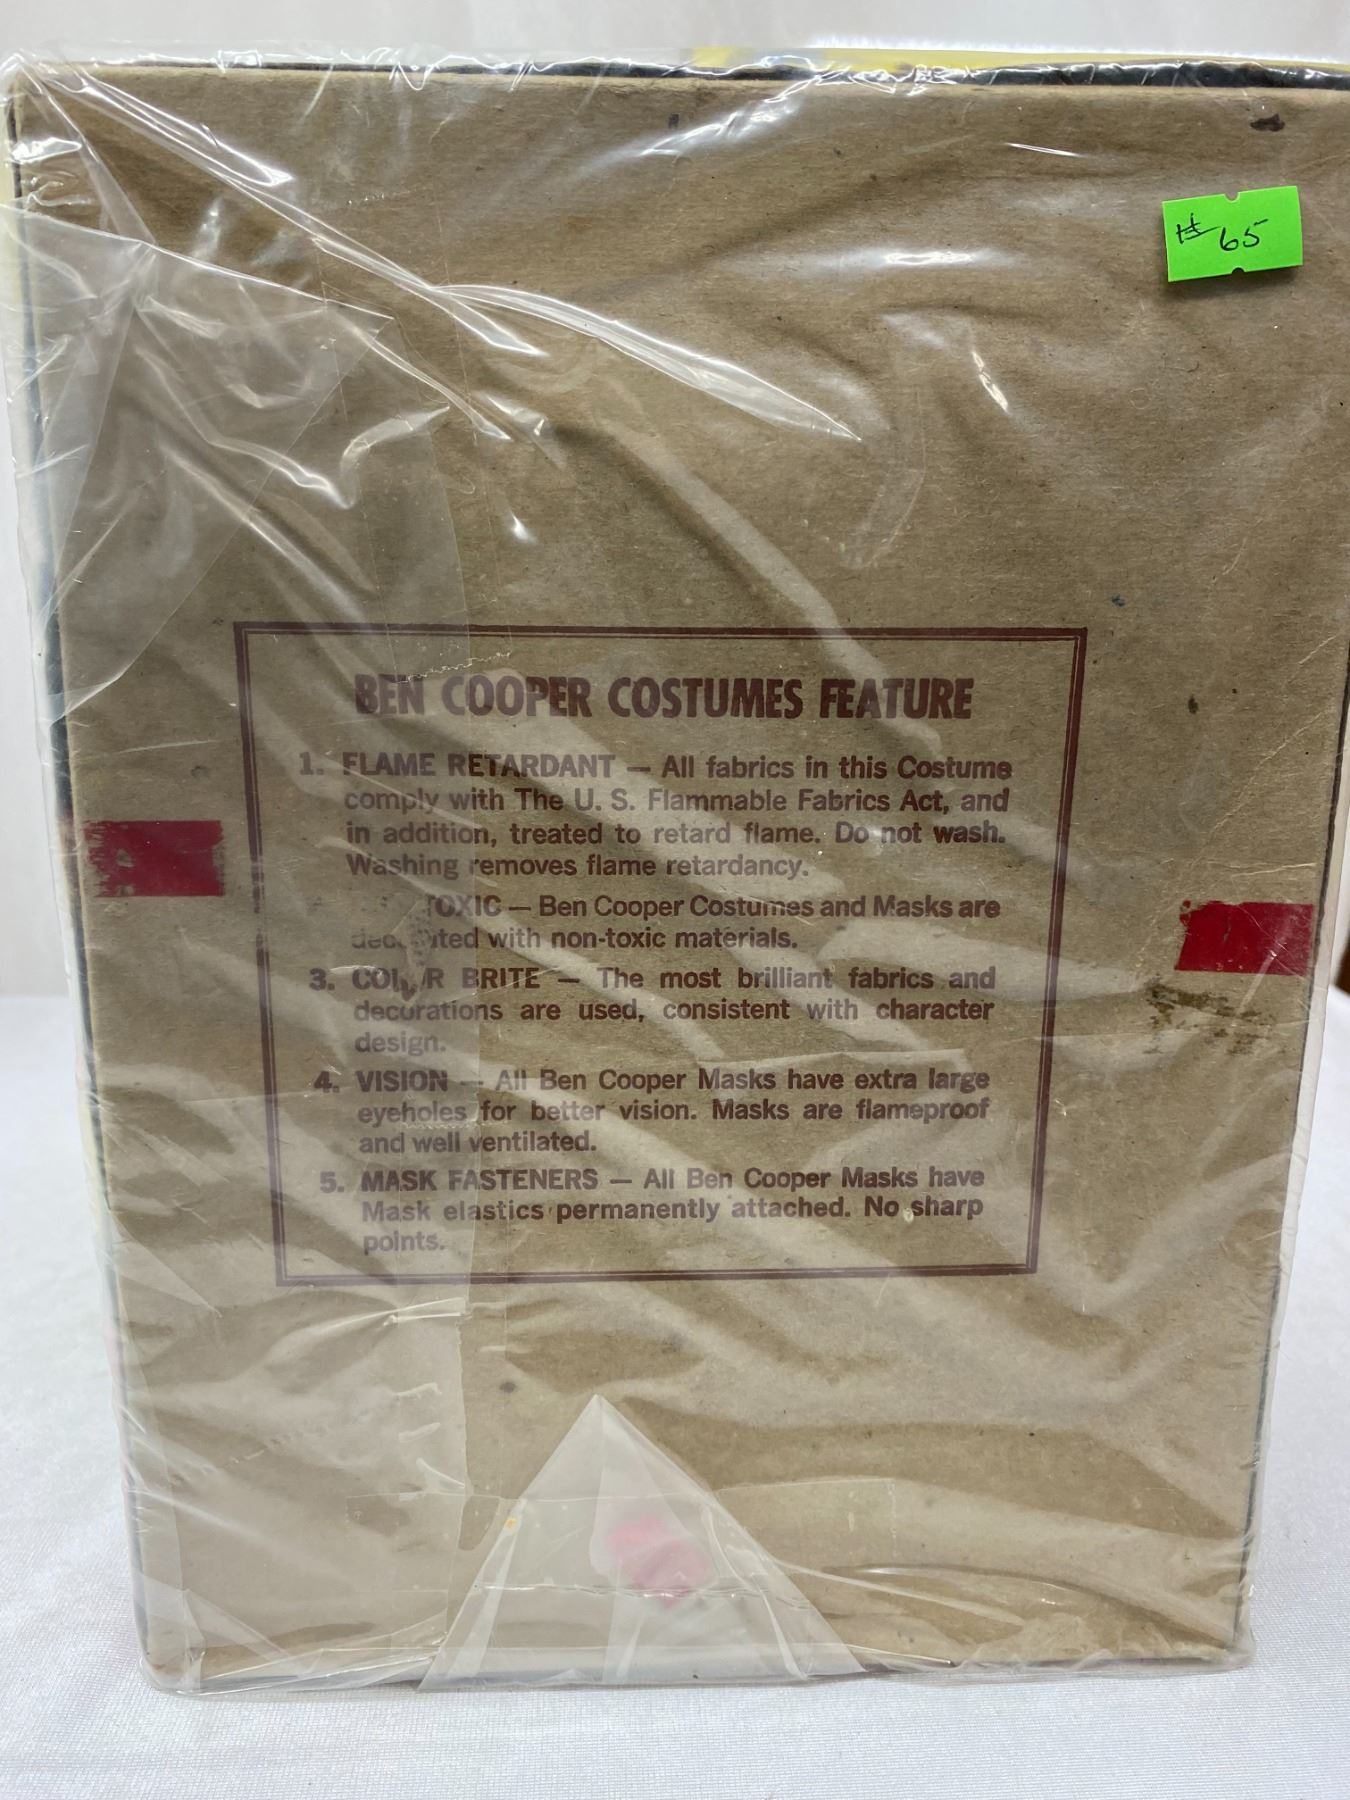 # 65
BEN COOPER COSTUMES FEATURE
1. FLAME RETARDANT — All fabrics in this Costume
comply with The U. S. Flammable Fabrics Act, and
in addition, treated to retard flame. Do not wash.
Washing removes flame retardancy.
TOXIC — Ben Cooper Costumes and Masks are
with non-toxic materials.
3. BRITE — The most brilliant fabrics and
decorations are used, consistent with character
design.
4. VISION — All Ben Cooper Masks have extra large
eyeholes for better vision. Masks are flameproof
and well ventilated.
5. MASK FASTENERS — All Ben Cooper Masks have
Mask elastics permanently attached. No sharp
points.